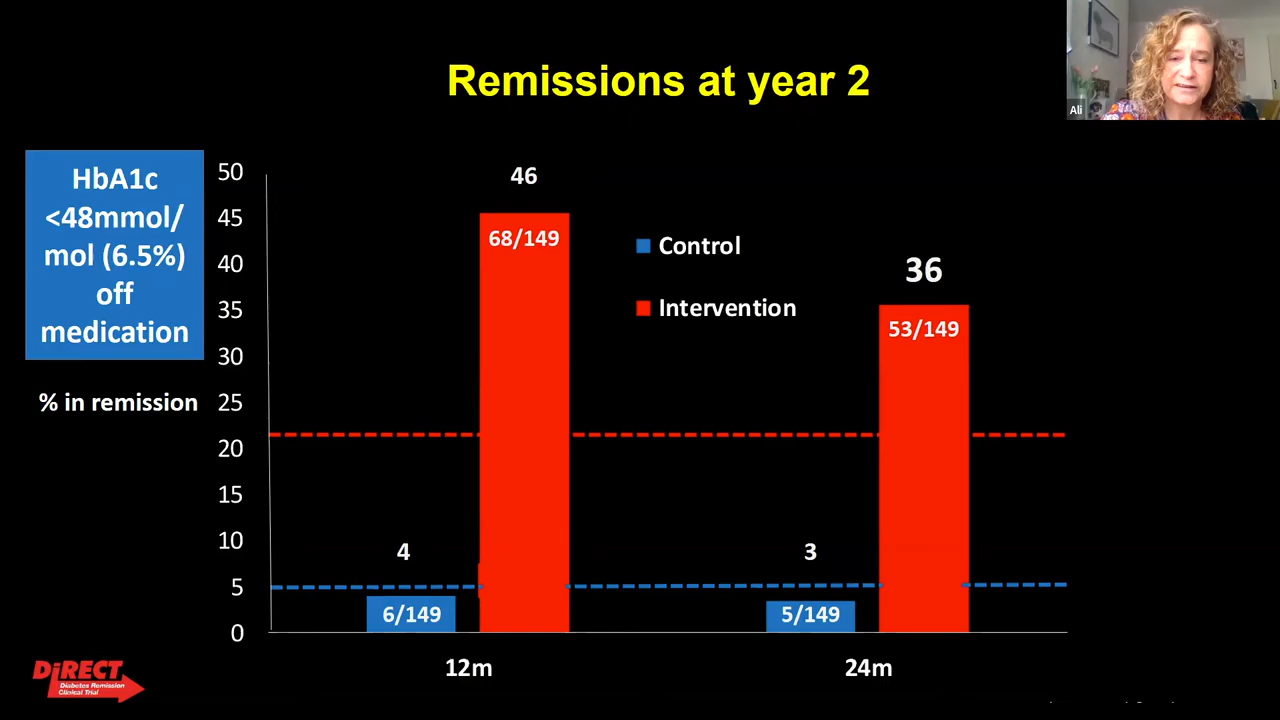 Remissions at year 2
Ali
HbA1c
<48mmol/
mol (6.5%)
off
medication
% in remission
50
45
40
35
30
25
20
15
10
5
0
46
68/149
4
6/149
Control
Intervention
36
53/149
3
5/149
12m
24m
DiRECT
Diabetes Remission
Clinical Trial